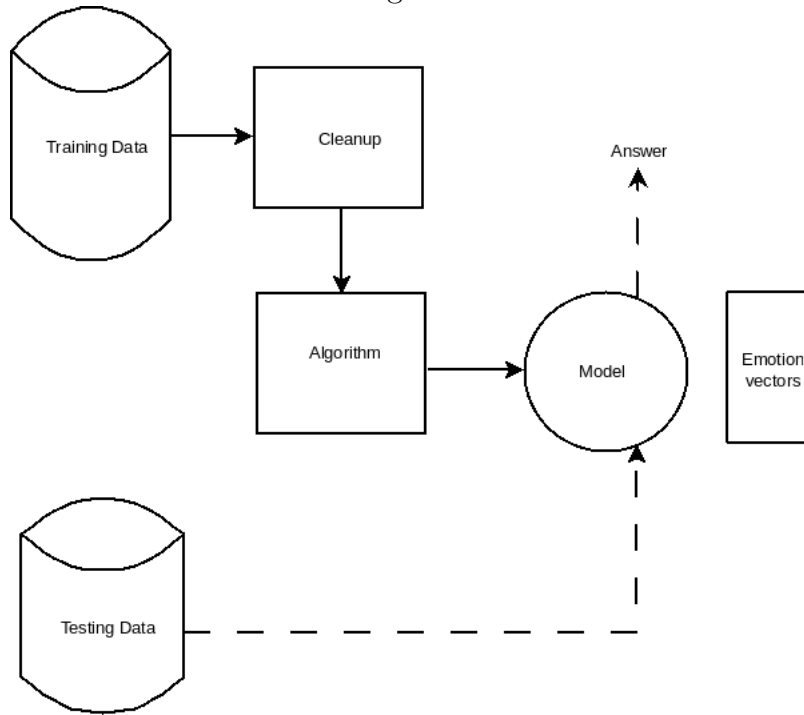 Training Data
Cleanup
Answer
Algorithm
Model
Emotion
vectors
Testing Data